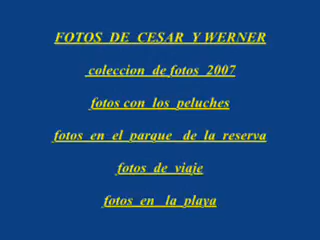 FOTOS DE CESAR Y WERNER
coleccion de fotos 2007
fotos con los peluches
fotos en el parque de la reserva
fotos de viaje
fotos en la playa